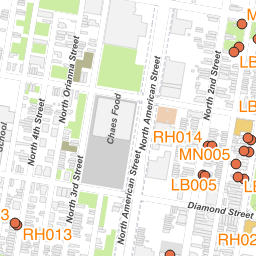 North Orianna Street
North 4th Street
School
North 3rd Street
Chaes Food
North American Street
North American Street
North 2nd Street
Diamond Street
M
LB
LB
RH014
MN005
LB005
LB
RH013
3
RH02